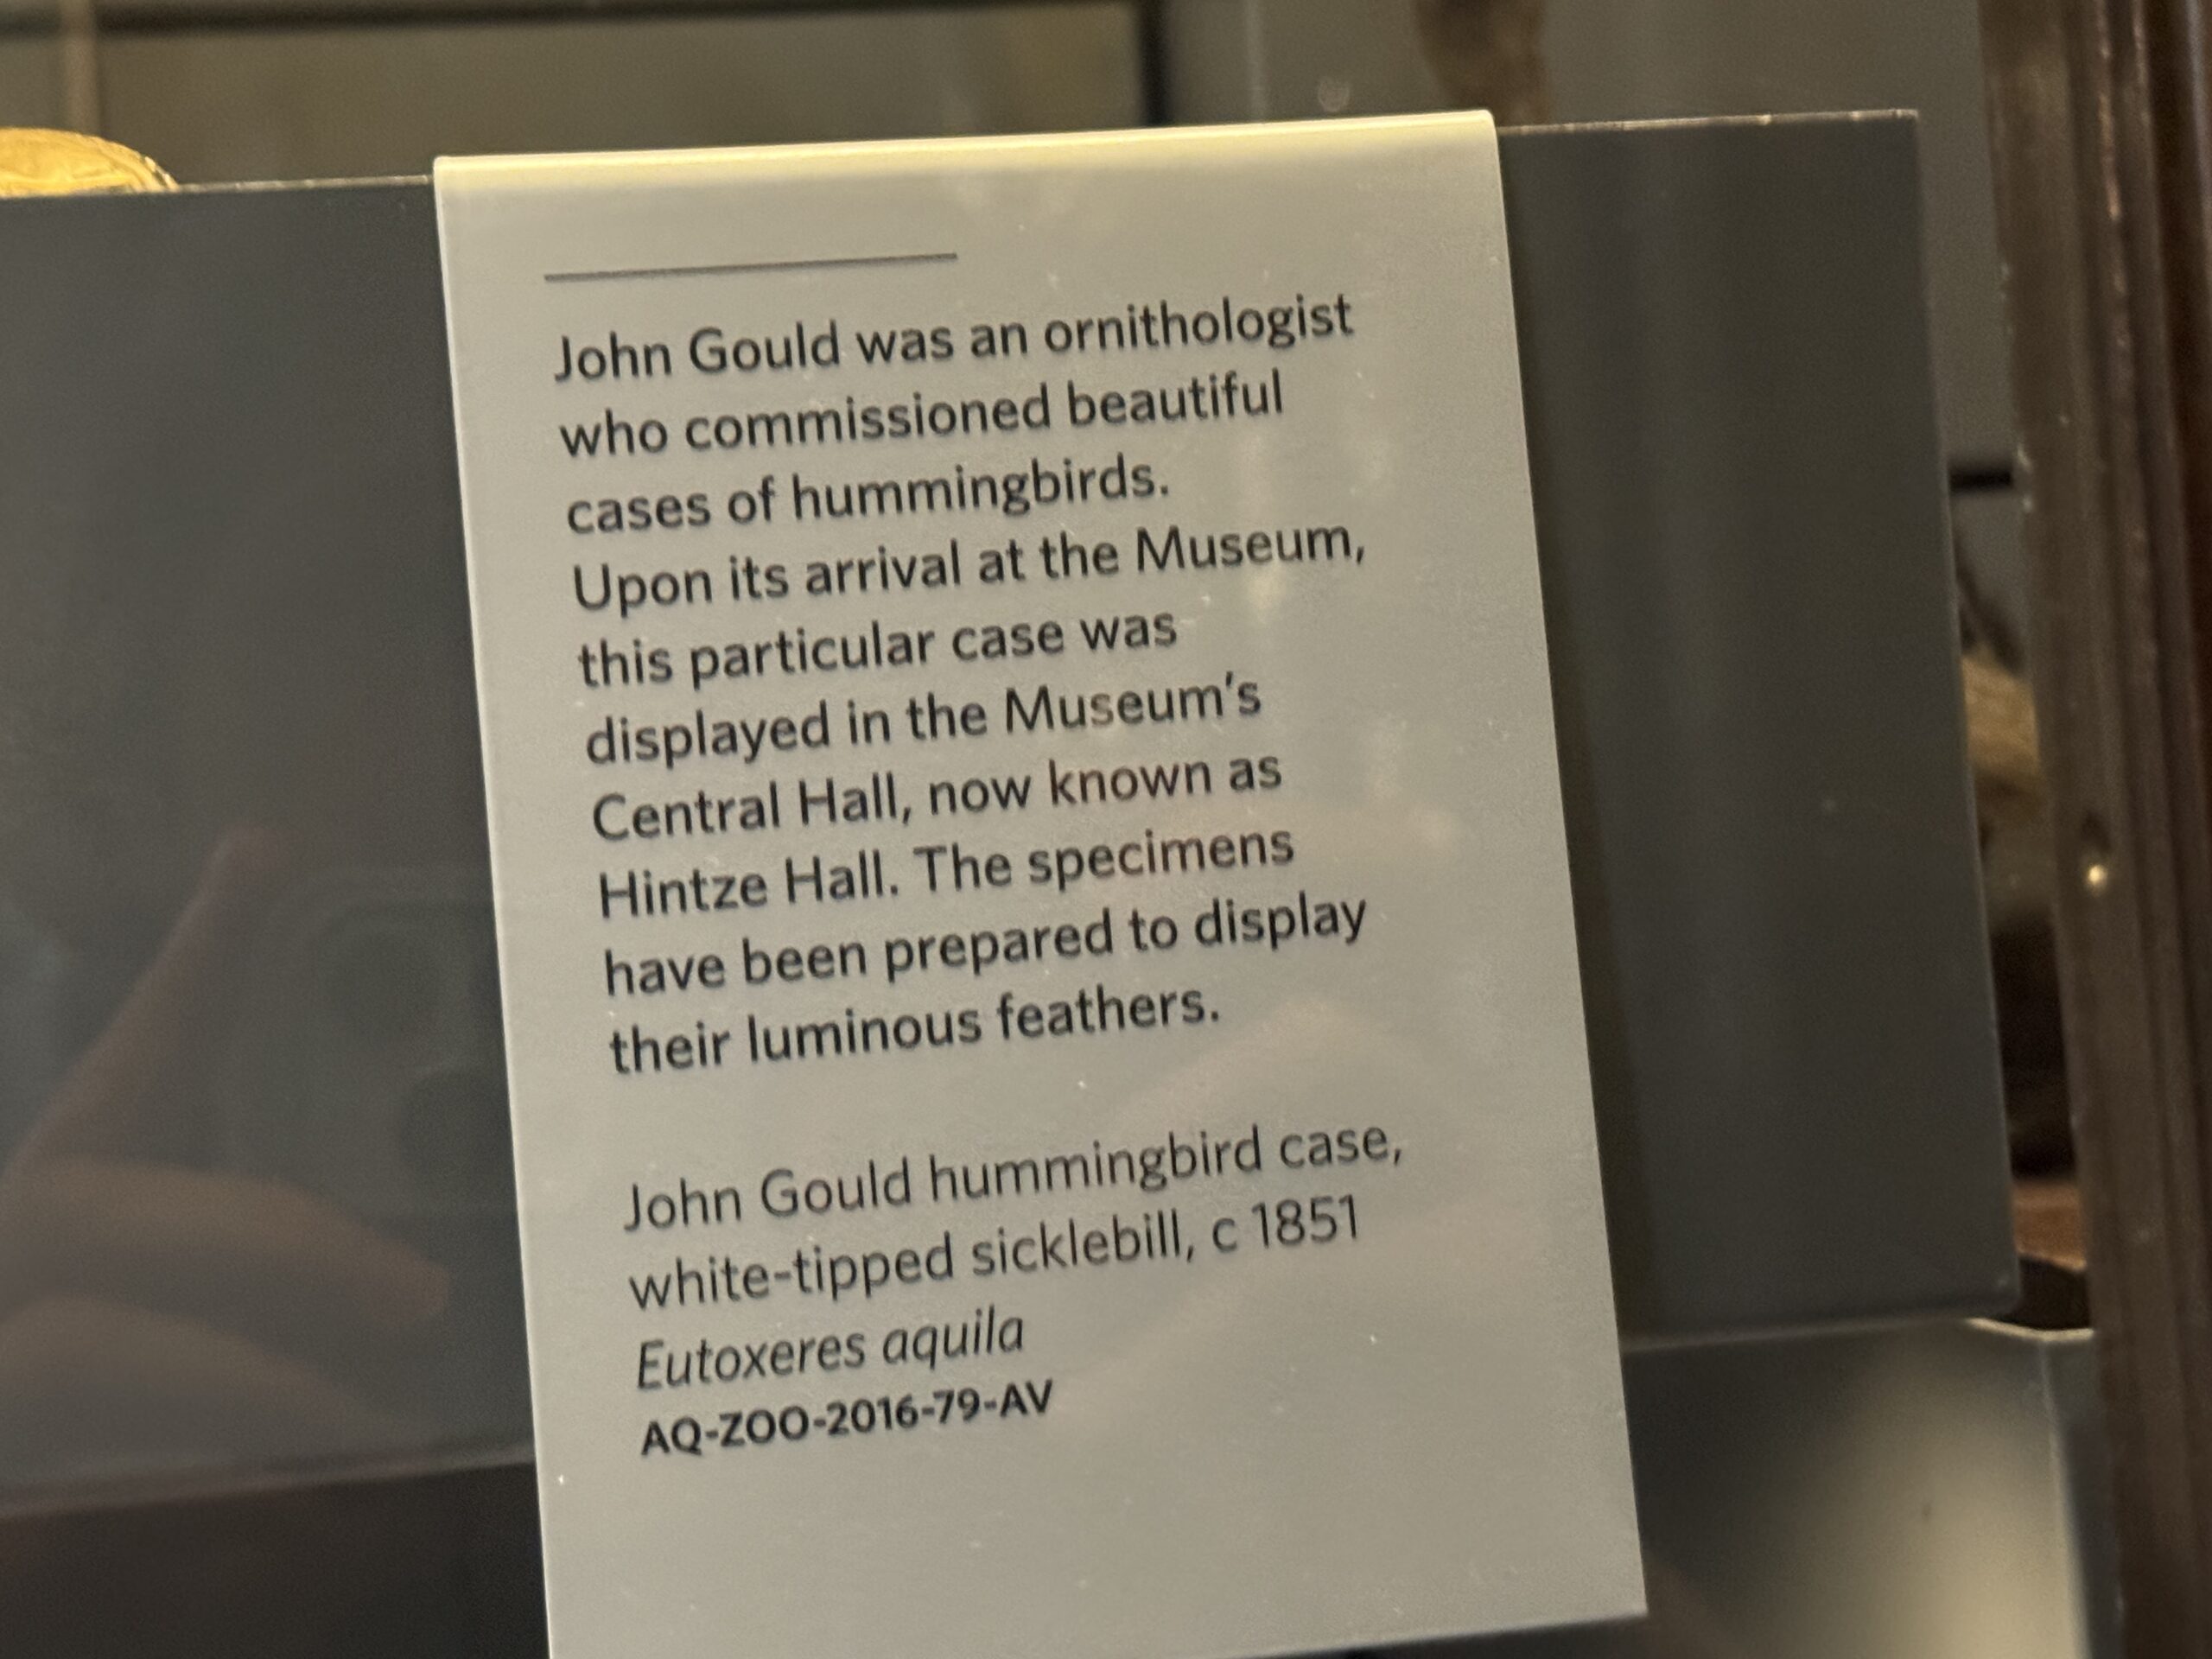 John Gould was an ornithologist
who commissioned beautiful
cases of hummingbirds.
Upon its arrival at the Museum,
this particular case was
displayed in the Museum's
Central Hall, now known as
Hintze Hall. The specimens
have been prepared to display
their luminous feathers.
John Gould hummingbird case,
white-tipped sicklebill, c 1851
Eutoxeres aquila
AQ-ZOO-2016-79-AV